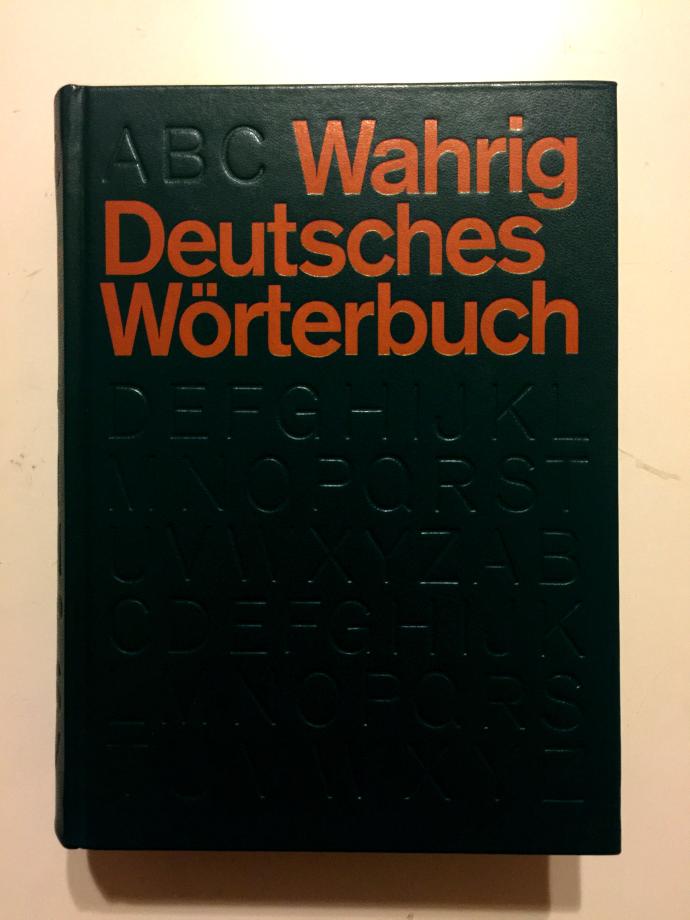 ABC Wahrig
Deutsches
Wörterbuch
DEFGHIJKL
MNOPQRST
UVWXYZAB
CDEFGHIJK
LMNOPQRS
TUVWXYZ